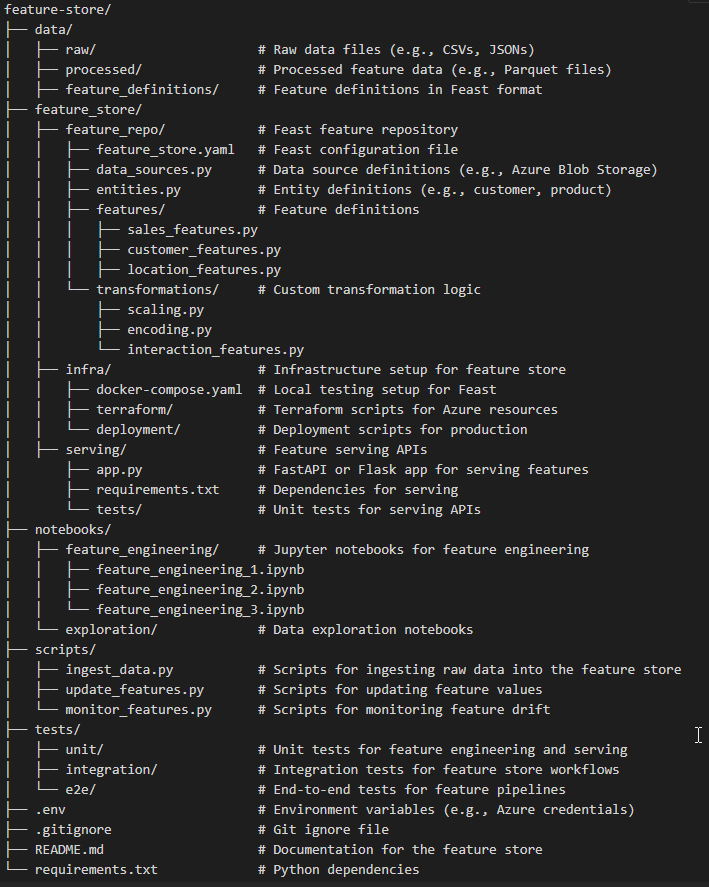 feature-store/
├── data/
│   ├── raw/                     # Raw data files (e.g., CSVs, JSONs)
│   ├── processed/               # Processed feature data (e.g., Parquet files)
│   ├── feature_definitions/     # Feature definitions in Feast format
├── feature_store/
│   ├── feature_repo/            # Feast feature repository
│   │   ├── feature_store.yaml   # Feast configuration file
│   │   ├── data_sources.py      # Data source definitions (e.g., Azure Blob Storage)
│   │   ├── entities.py          # Entity definitions (e.g., customer, product)
│   │   ├── features/            # Feature definitions
│   │   │   ├── sales_features.py
│   │   │   ├── customer_features.py
│   │   │   ├── location_features.py
│   │   └── transformations/     # Custom transformation logic
│   │       ├── scaling.py
│   │       ├── encoding.py
│   │       └── interaction_features.py
│   ├── infra/                   # Infrastructure setup for feature store
│   │   ├── docker-compose.yaml  # Local testing setup for Feast
│   │   ├── terraform/           # Terraform scripts for Azure resources
│   │   └── deployment/          # Deployment scripts for production
│   ├── serving/                 # Feature serving APIs
│       ├── app.py               # FastAPI or Flask app for serving features
│       ├── requirements.txt     # Dependencies for serving
│       └── tests/               # Unit tests for serving APIs
├── notebooks/
│   ├── feature_engineering/     # Jupyter notebooks for feature engineering
│   │   ├── feature_engineering_1.ipynb
│   │   ├── feature_engineering_2.ipynb
│   │   └── feature_engineering_3.ipynb
│   └── exploration/             # Data exploration notebooks
├── scripts/
│   ├── ingest_data.py           # Scripts for ingesting raw data into the feature store
│   ├── update_features.py       # Scripts for updating feature values
│   └── monitor_features.py      # Scripts for monitoring feature drift
├── tests/
│   ├── unit/                    # Unit tests for feature engineering and serving
│   ├── integration/             # Integration tests for feature store workflows
│   └── e2e/                     # End-to-end tests for feature pipelines
├── .env                         # Environment variables (e.g., Azure credentials)
├── .gitignore                   # Git ignore file
├── README.md                    # Documentation for the feature store
└── requirements.txt             # Python dependencies